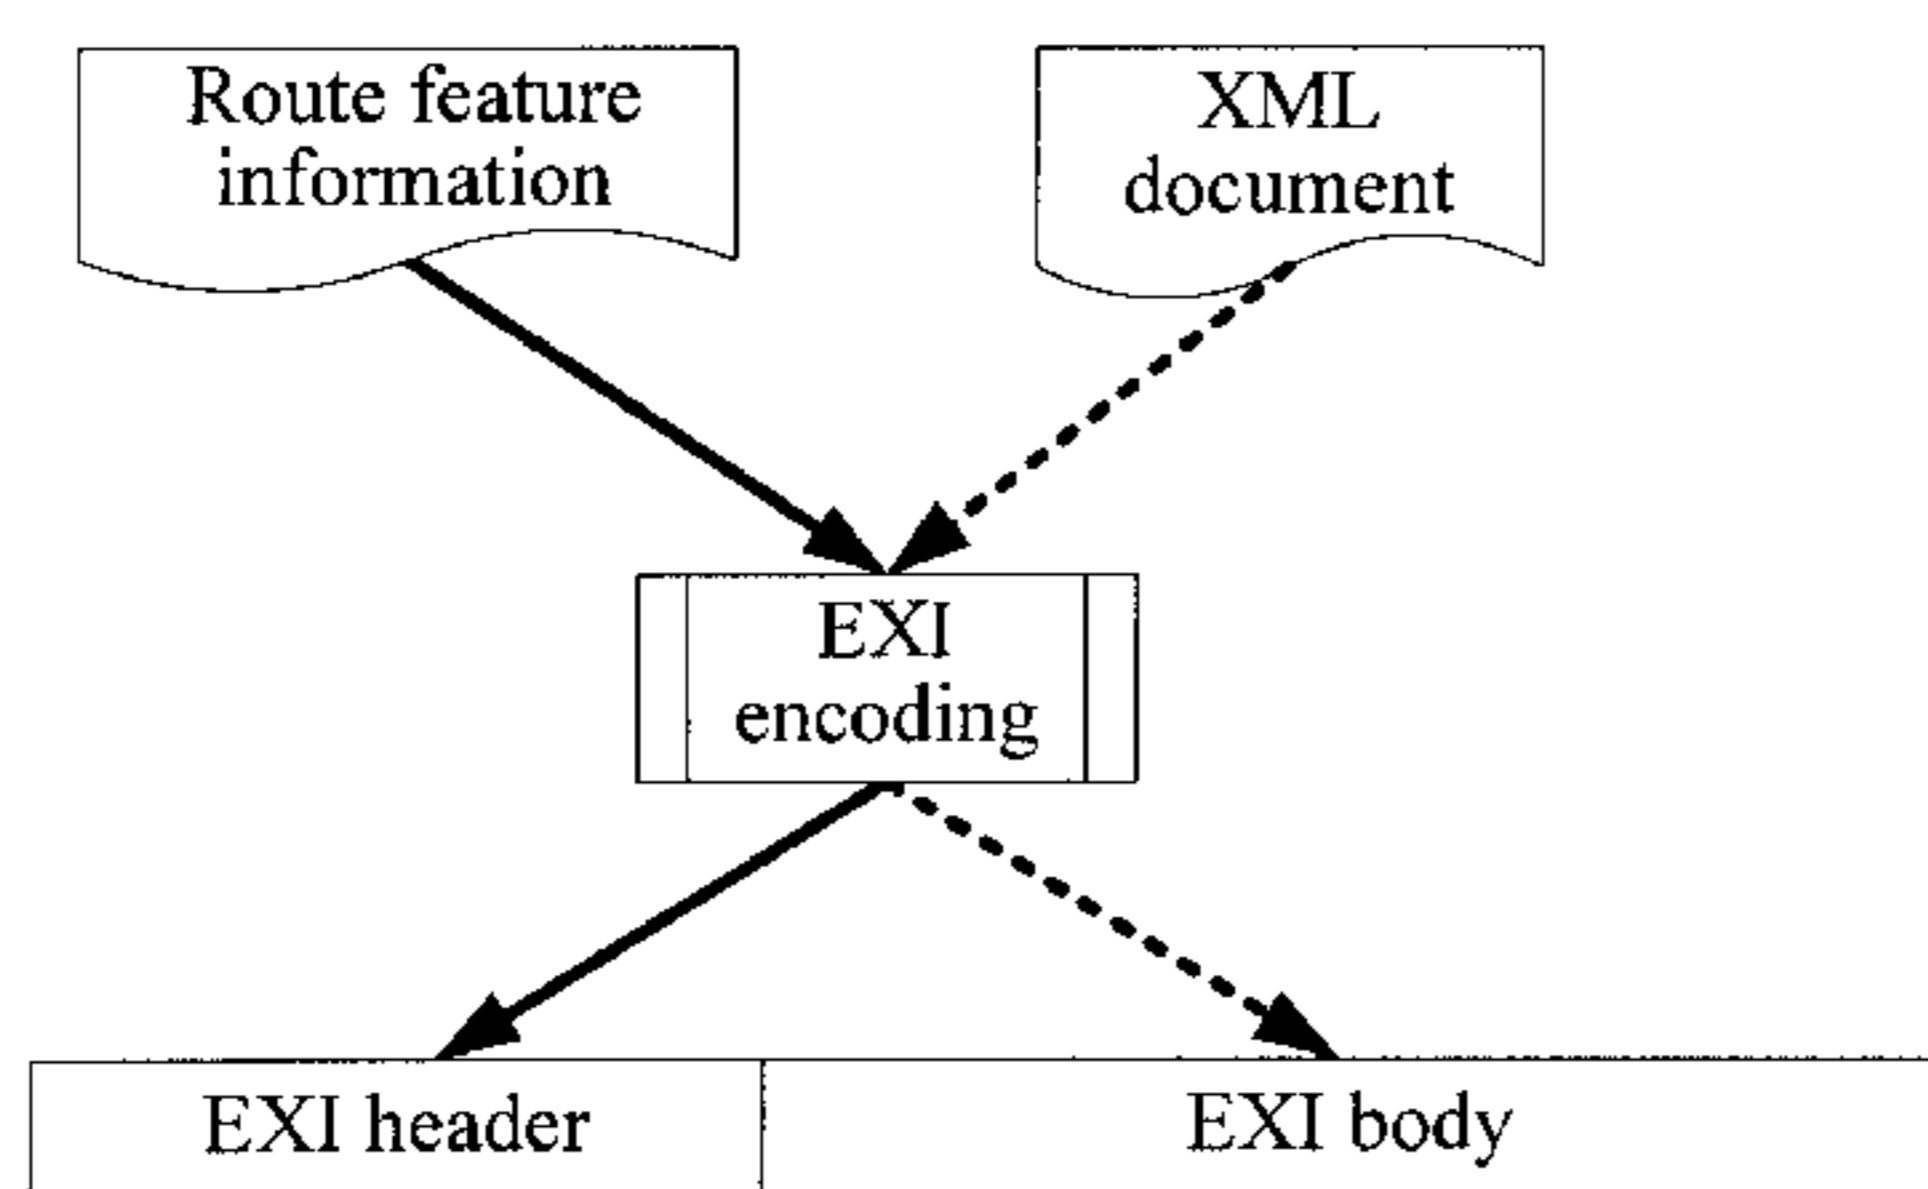 Route feature
information
XML
document
EXI
encoding
EXI header
EXI body